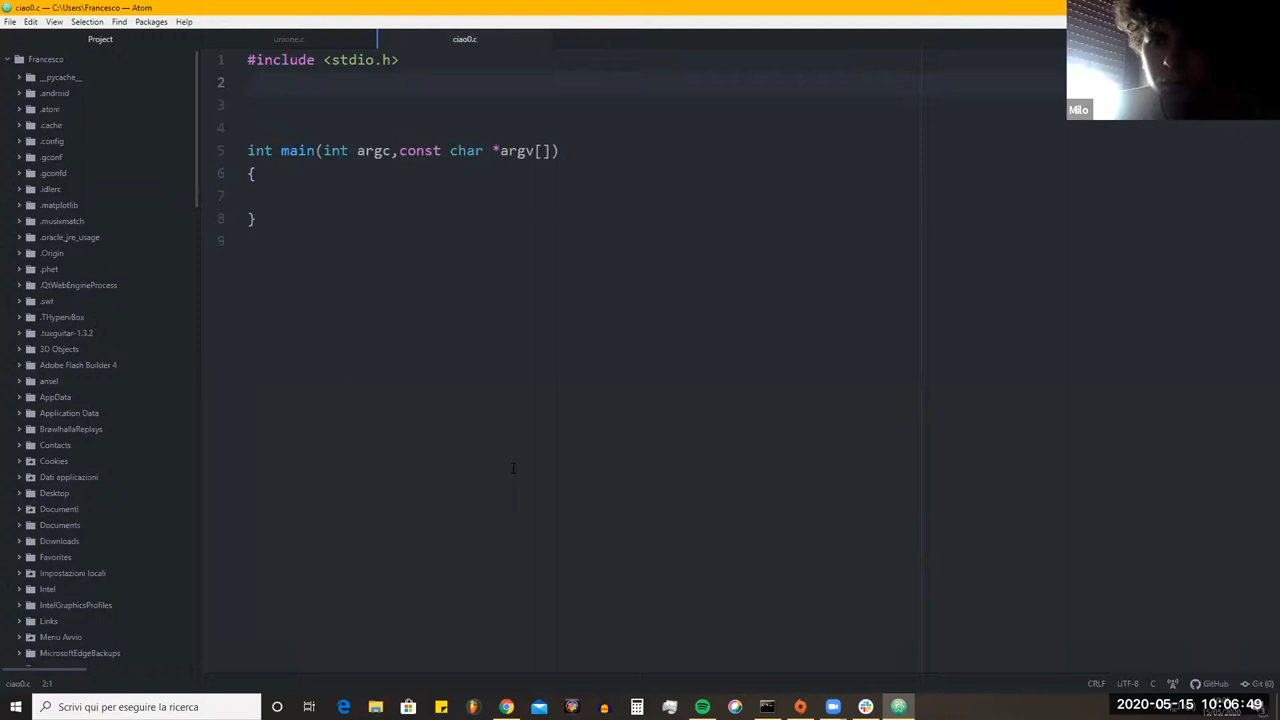 ciao0.c — C:\Users\Francesco — Atom
File Edit View Selection Find Packages Help
Project
unione.c
ciao0.c
Milo
Francesco
__pycache__
.android
.atom
.cache
.config
.gconf
.gconfd
.idlerc
.matplotlib
.musixmatch
.oracle_jre_usage
.Origin
.phet
.QtWebEngineProcess
.swt
.THypervBox
.tuxguitar-1.3.2
3D Objects
Adobe Flash Builder 4
ansel
AppData
Application Data
BrawlhallaReplays
Contacts
Cookies
Dati applicazioni
Desktop
Documenti
Documents
Downloads
Favorites
Impostazioni locali
Intel
IntelGraphicsProfiles
Links
Menu Avvio
MicrosoftEdgeBackups
1 #include <stdio.h>
2
3
4
5 int main(int argc,const char *argv[])
6 {
7
8 }
9
ciao0.c 2:1
CRLF UTF-8 C GitHub Git (0)
Scrivi qui per eseguire la ricerca
2020-05-15 10:06:49